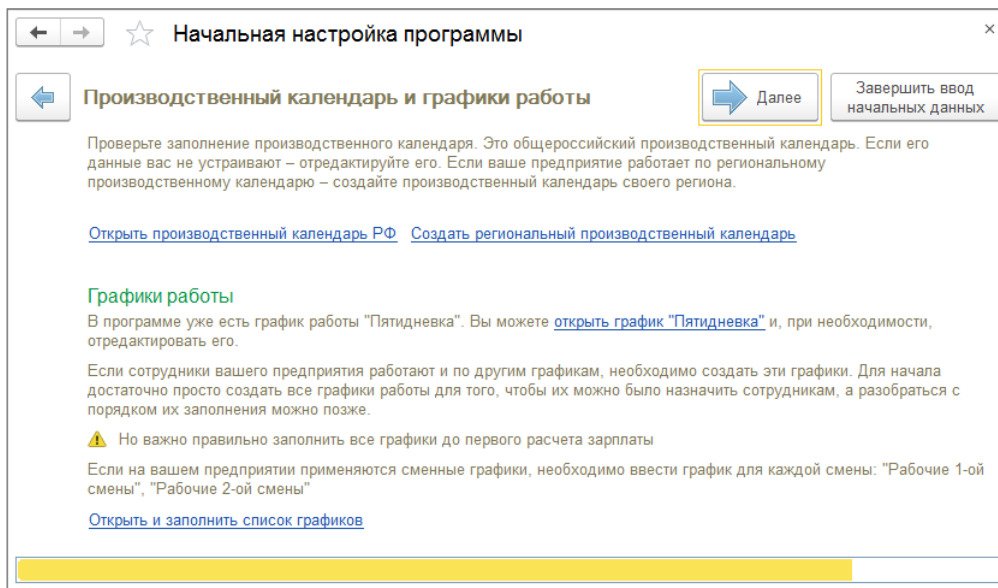 Начальная настройка программы
Производственный календарь и графики работы
Далее
Завершить ввод
начальных данных
Проверьте заполнение производственного календаря. Это общероссийский производственный календарь. Если его
данные вас не устраивают – отредактируйте его. Если ваше предприятие работает по региональному
производственному календарю – создайте производственный календарь своего региона.
Открыть производственный календарь РФ Создать региональный производственный календарь
Графики работы
В программе уже есть график работы "Пятидневка". Вы можете открыть график "Пятидневка" и, при необходимости,
отредактировать его.
Если сотрудники вашего предприятия работают и по другим графикам, необходимо создать эти графики. Для начала
достаточно просто создать все графики работы для того, чтобы их можно было назначить сотрудникам, а разобраться с
порядком их заполнения можно позже.
Но важно правильно заполнить все графики до первого расчета зарплаты
Если на вашем предприятии применяются сменные графики, необходимо ввести график для каждой смены: "Рабочие 1-ой
смены", "Рабочие 2-ой смены"
Открыть и заполнить список графиков